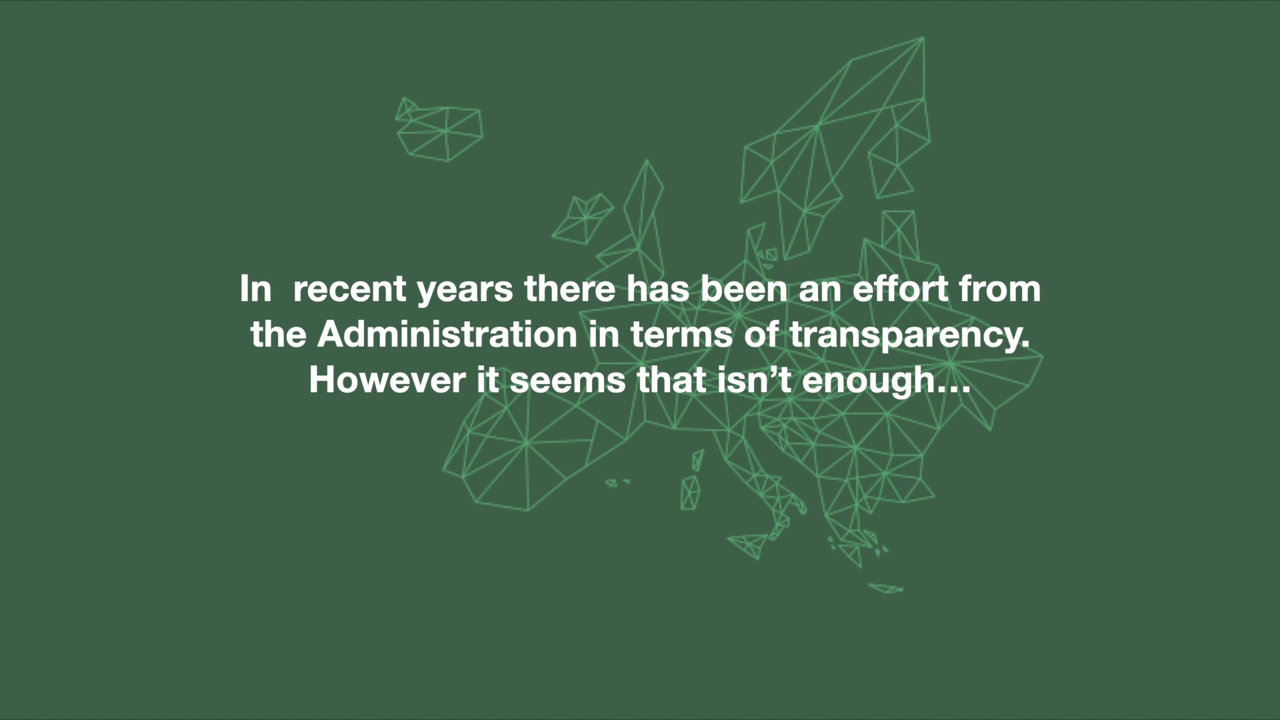 In  recent years there has been an effort from
the Administration in terms of transparency.
However it seems that isn’t enough…